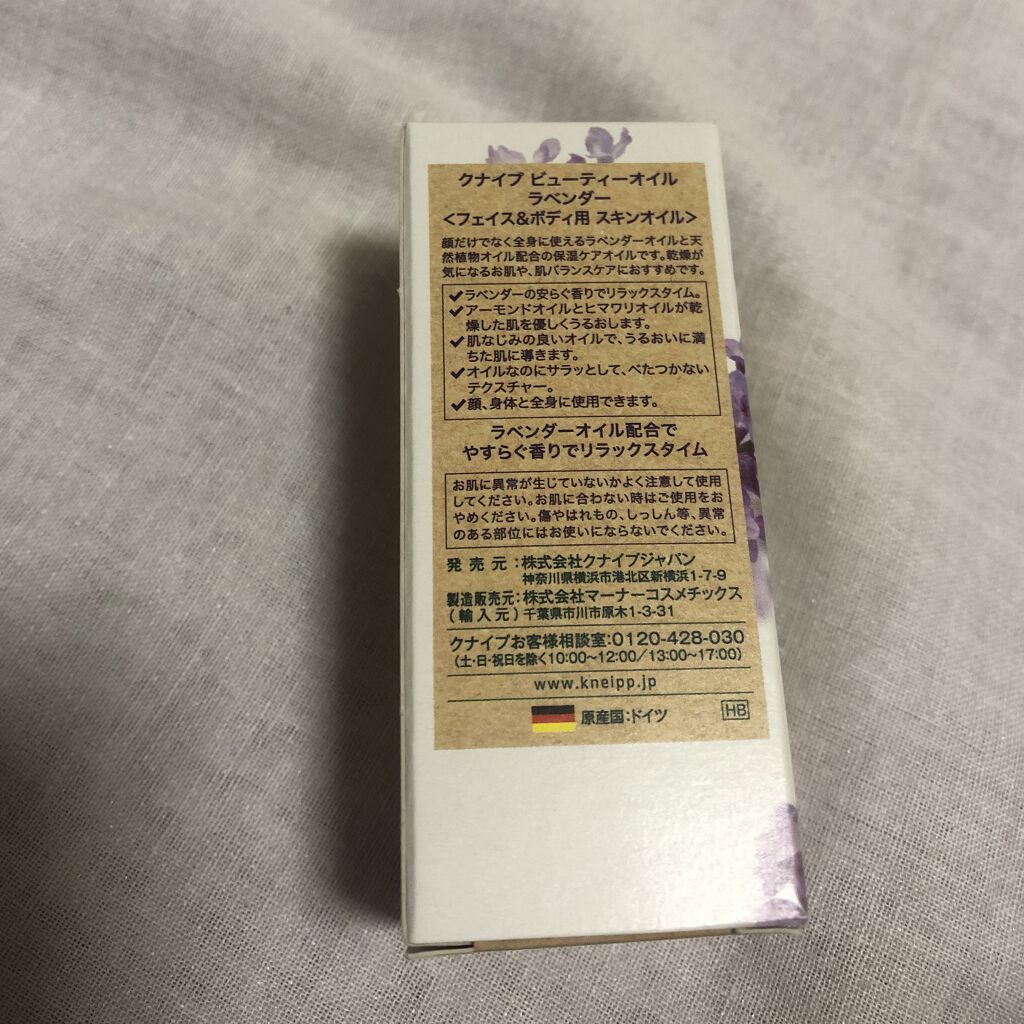 クナイプ ビューティーオイル
ラベンダー
<フェイス&ボディ用 スキンオイル>
顔だけでなく全身に使えるラベンダーオイルと天
然植物オイル配合の保湿ケアオイルです。乾燥が
気になるお肌や、肌バランスケアにおすすめです。
✓ラベンダーの安らぐ香りでリラックスタイム。
✓アーモンドオイルとヒマワリオイルが乾
燥した肌を優しくうるおします。
✓肌なじみの良いオイルで、うるおいに満
ちた肌に導きます。
✓オイルなのにサラッとして、べたつかない
テクスチャー。
✓顔、身体と全身に使用できます。
ラベンダーオイル配合で
やすらぐ香りでリラックスタイム
お肌に異常が生じていないかよく注意して使用
してください。お肌に合わない時はご使用をお
やめください。傷やはれもの、しっしん等、異常
のある部位にはお使いにならないでください。
発売元:株式会社クナイプジャパン
神奈川県横浜市港北区新横浜1-7-9
製造販売元:株式会社マーナーコスメチックス
(輸入元)千葉県市川市原木1-3-31
クナイプお客様相談室:0120-428-030
(土・日・祝日を除く10:00~12:00/13:00~17:00)
www.kneipp.jp
原産国:ドイツ HB